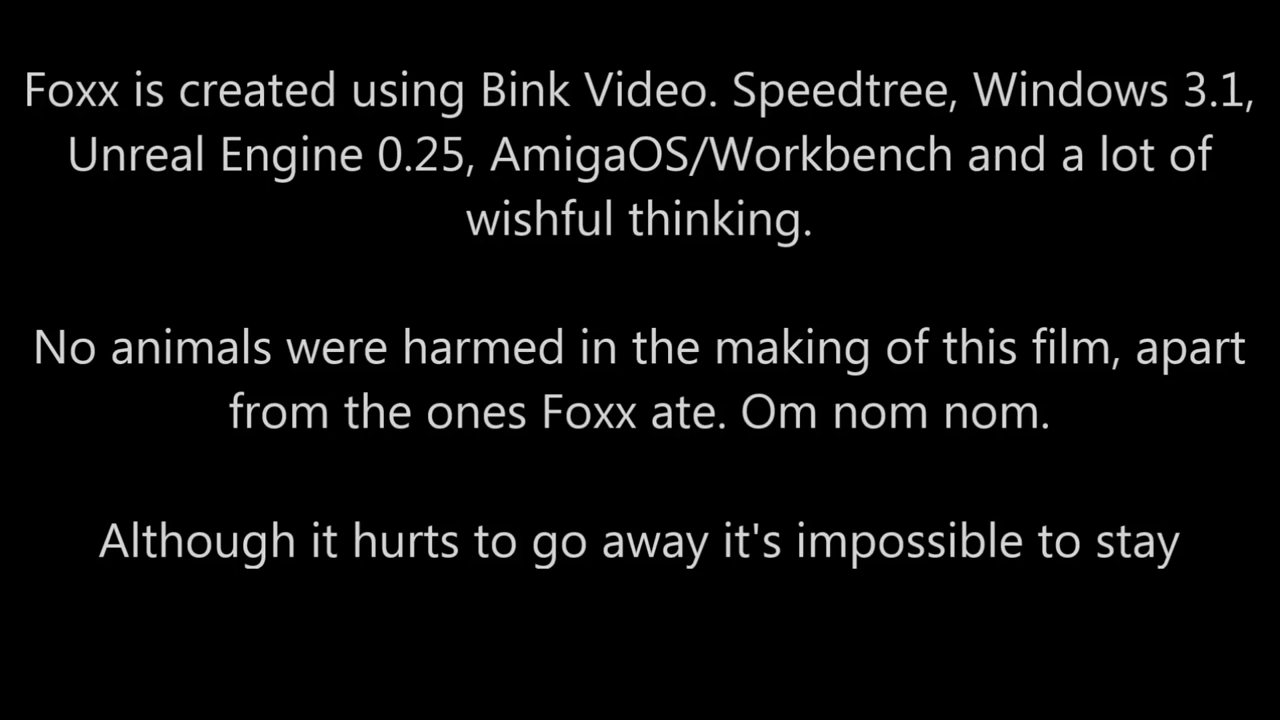 Foxx is created using Bink Video. Speedtree, Windows 3.1,
Unreal Engine 0.25, AmigaOS/Workbench and a lot of
wishful thinking.
No animals were harmed in the making of this film, apart
from the ones Foxx ate. Om nom nom.
Although it hurts to go away it's impossible to stay